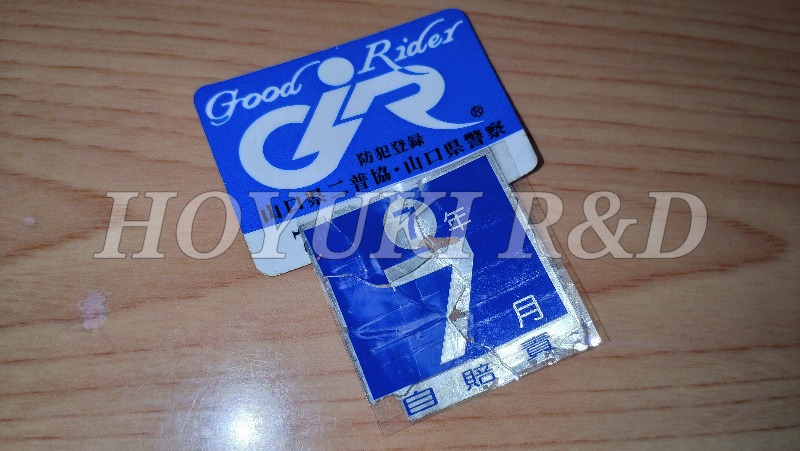 Good Rider
GR®
防犯登録
山口県二普協・山口県警察
HOYUKI R&D
年
7
月
自賠責